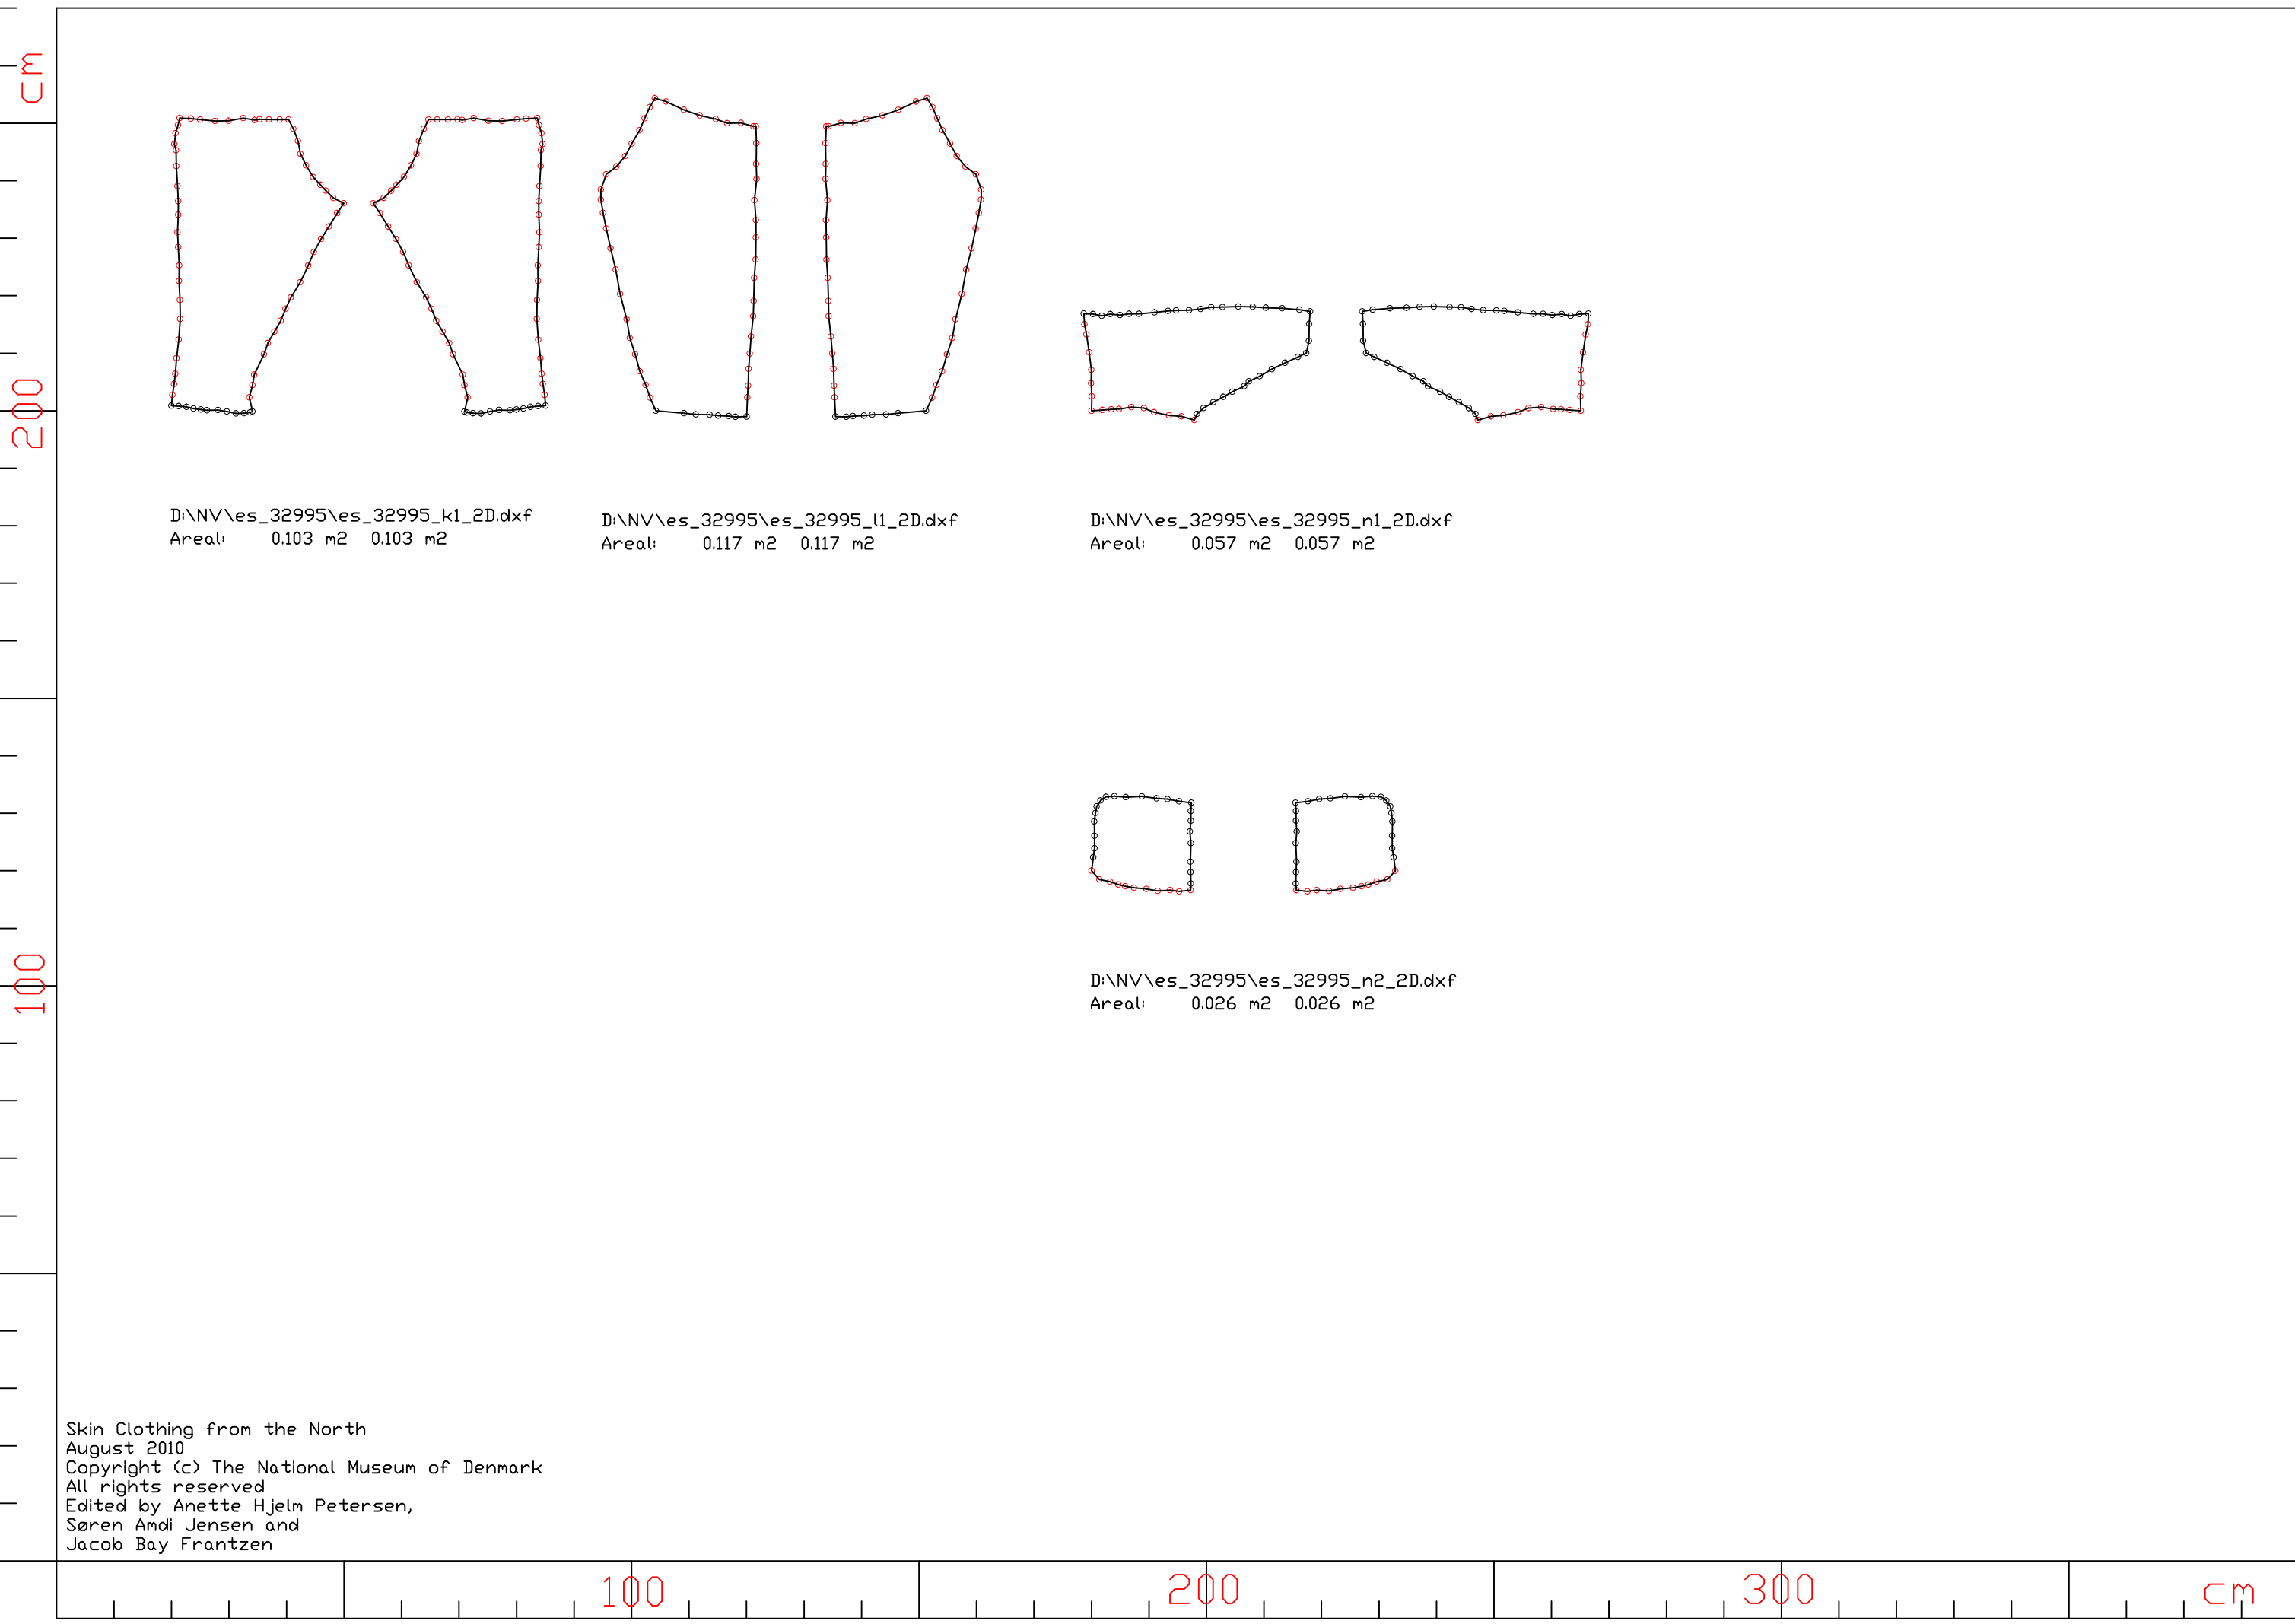 cm
200
100
D:\NV\es_32995\es_32995_k1_2D.dxf
Areal: 0.103 m2 0.103 m2
D:\NV\es_32995\es_32995_l1_2D.dxf
Areal: 0.117 m2 0.117 m2
D:\NV\es_32995\es_32995_n1_2D.dxf
Areal: 0.057 m2 0.057 m2
D:\NV\es_32995\es_32995_n2_2D.dxf
Areal: 0.026 m2 0.026 m2
Skin Clothing from the North
August 2010
Copyright (c) The National Museum of Denmark
All rights reserved
Edited by Anette Hjelm Petersen,
Søren Amdi Jensen and
Jacob Bay Frantzen
100 200 300 cm